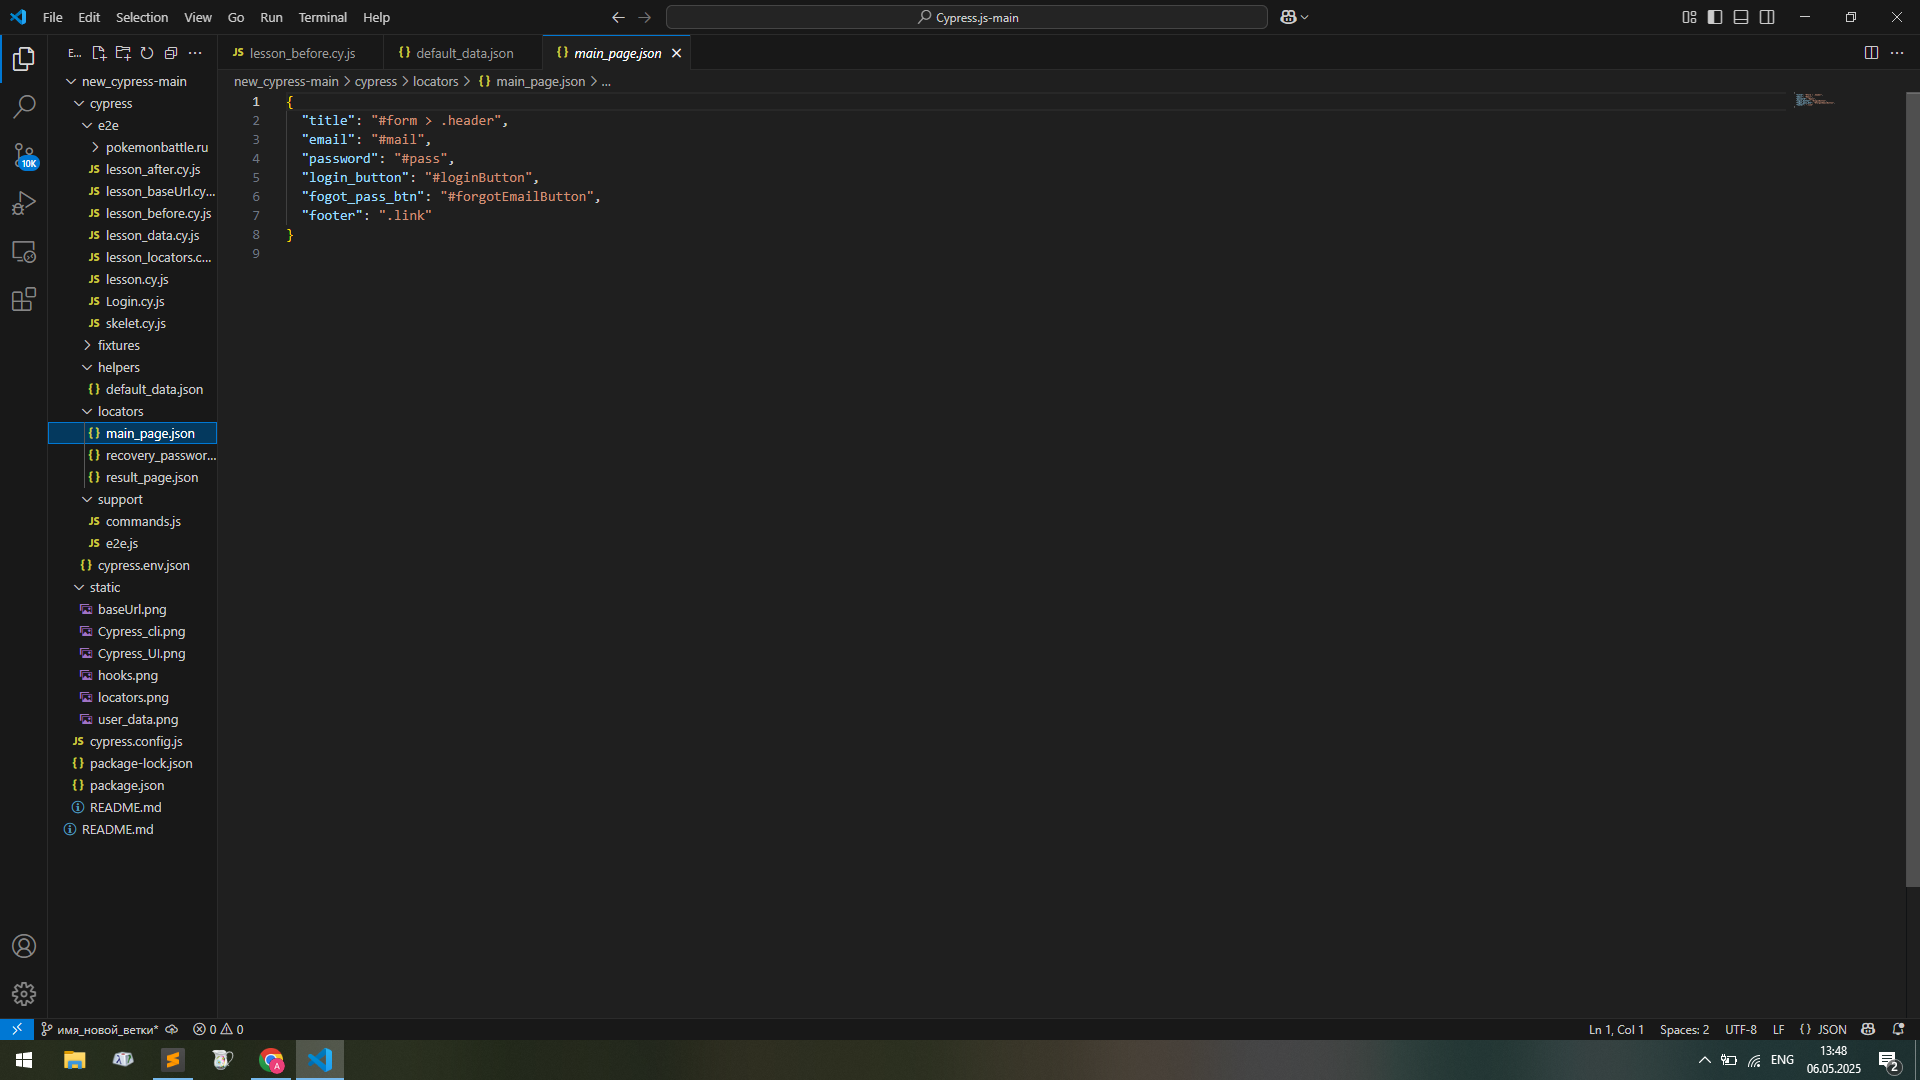 File Edit Selection View Go Run Terminal Help
Cypress.js-main
E...
lesson_before.cy.js
default_data.json
main_page.json
new_cypress-main > cypress > locators > {} main_page.json > ...
new_cypress-main
cypress
e2e
pokemonbattle.ru
JS lesson_after.cy.js
JS lesson_baseUrl.cy...
JS lesson_before.cy.js
JS lesson_data.cy.js
JS lesson_locators.c...
JS lesson.cy.js
JS Login.cy.js
JS skelet.cy.js
fixtures
helpers
{} default_data.json
locators
{} main_page.json
{} recovery_passwor...
{} result_page.json
support
JS commands.js
JS e2e.js
{} cypress.env.json
static
baseUrl.png
Cypress_cli.png
Cypress_UI.png
hooks.png
locators.png
user_data.png
JS cypress.config.js
{} package-lock.json
{} package.json
README.md
README.md
10K
1 {
2 "title": "#form > .header",
3 "email": "#mail",
4 "password": "#pass",
5 "login_button": "#loginButton",
6 "fogot_pass_btn": "#forgotEmailButton",
7 "footer": ".link"
8 }
9
имя_новой_ветки* 0 0
Ln 1, Col 1 Spaces: 2 UTF-8 LF {} JSON
ENG
13:48
06.05.2025
2